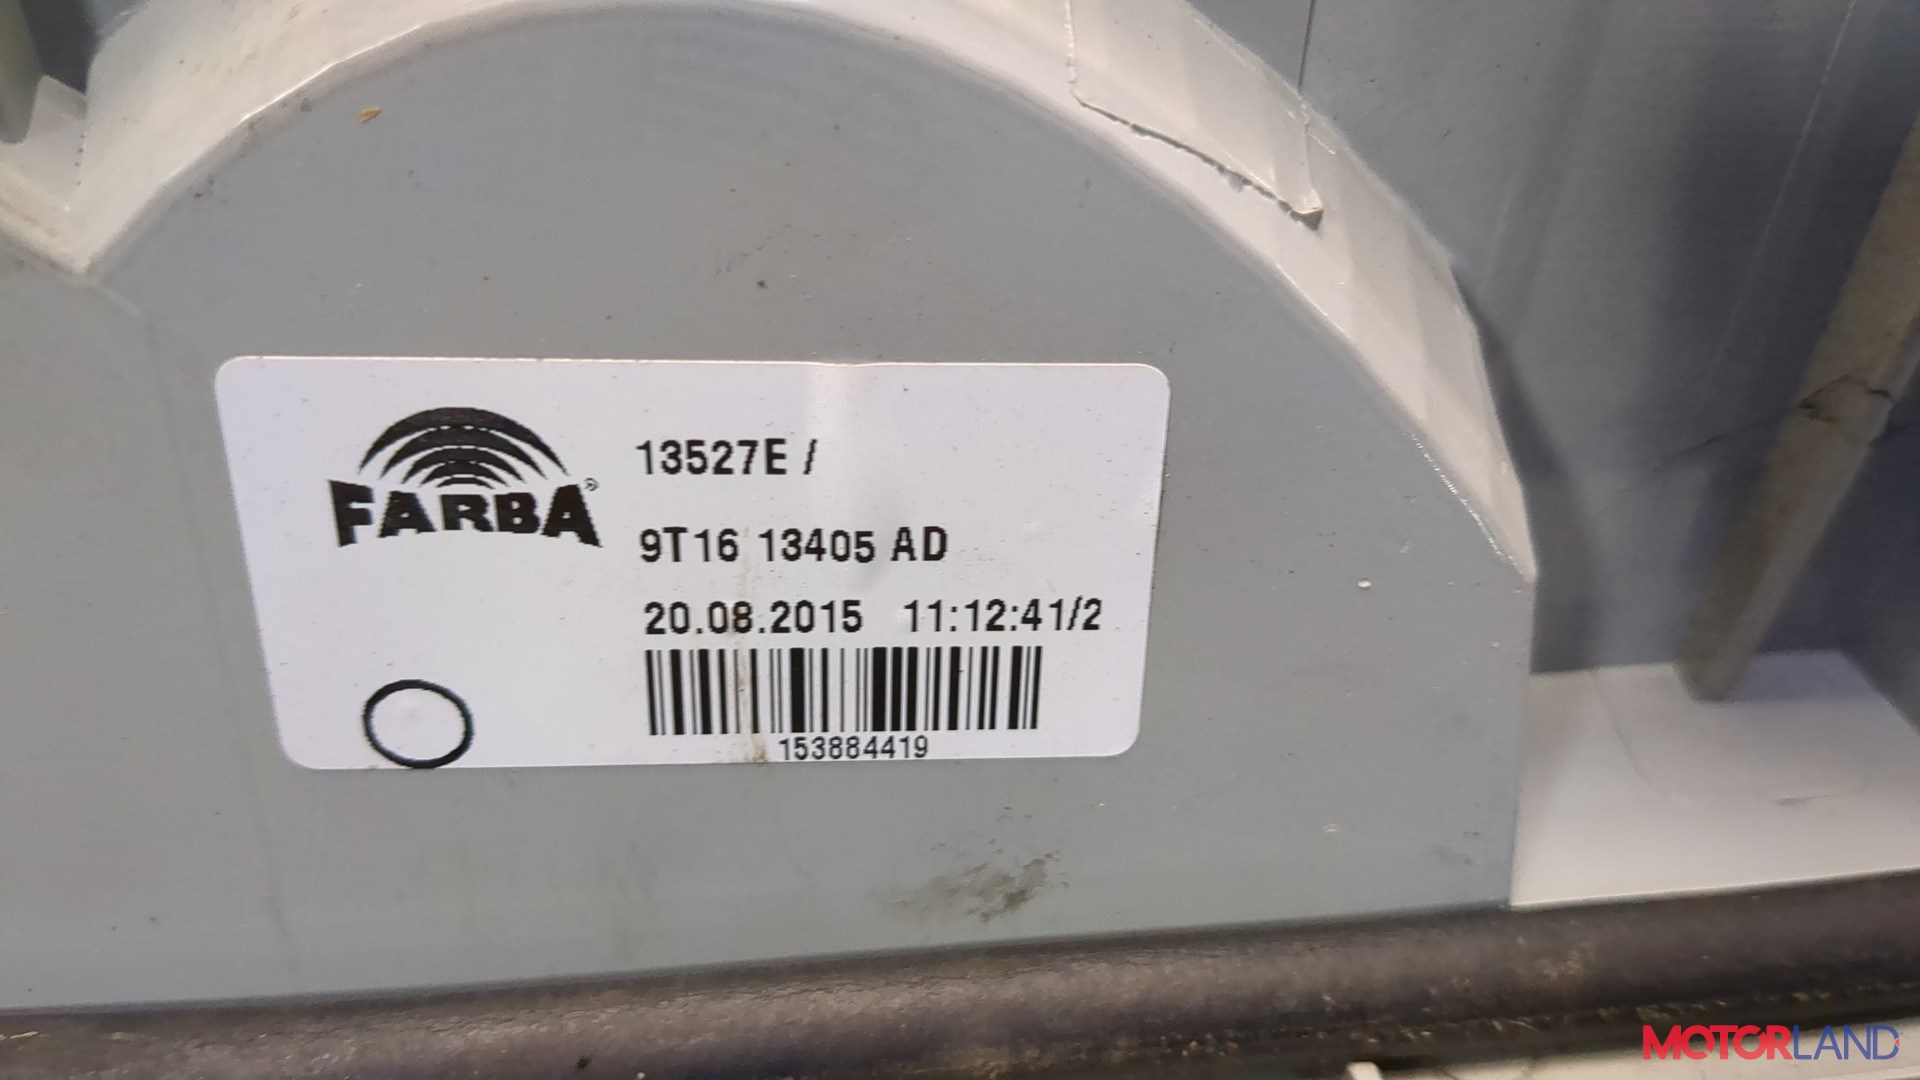 FARBA®
13527E /
9T16 13405 AD
20.08.2015 11:12:41/2
153884419
MOTORLAND